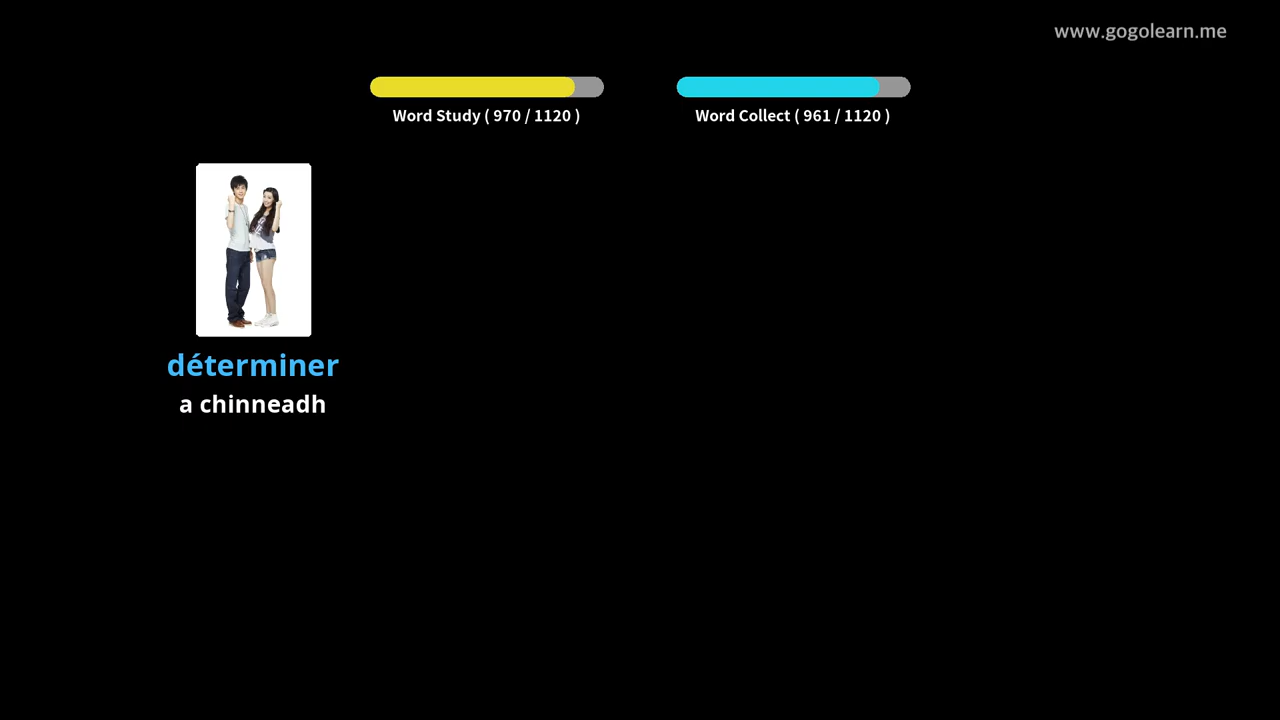 www.gogolearn.me
Word Study ( 970 / 1120 )
Word Collect ( 961 / 1120 )
déterminer
a chinneadh